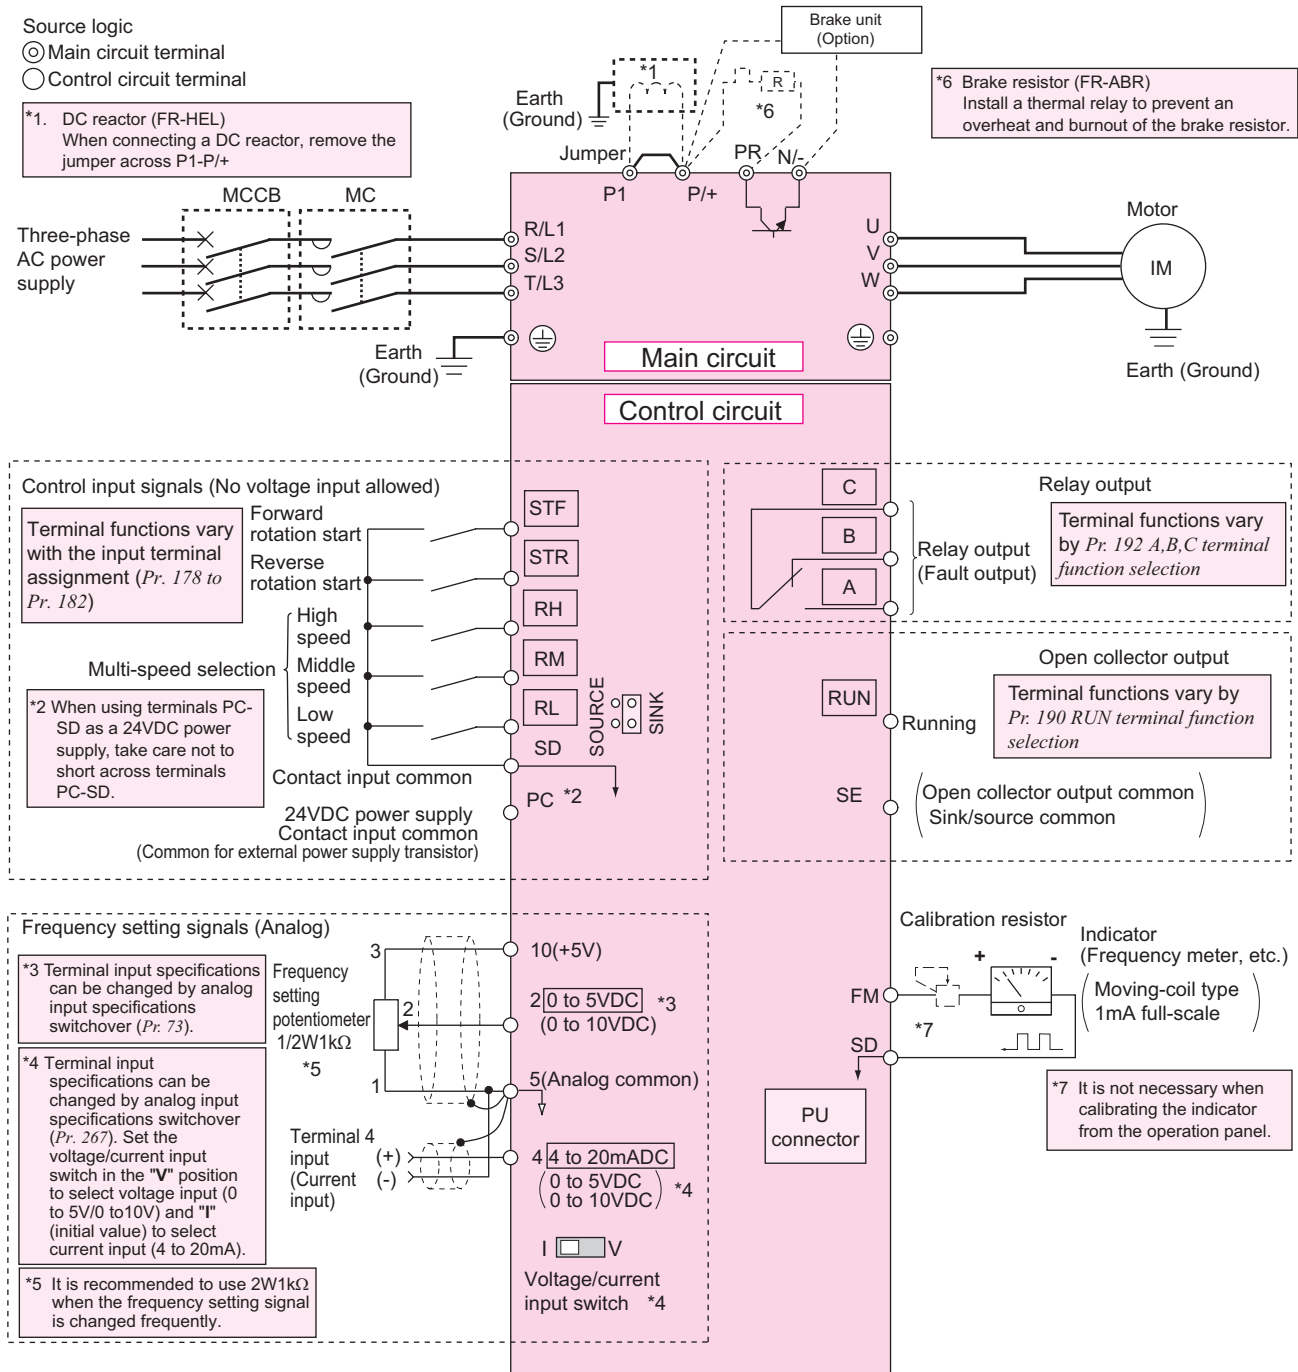 Source logic
Main circuit terminal
Control circuit terminal
*1. DC reactor (FR-HEL)
When connecting a DC reactor, remove the
jumper across P1-P/+
Brake unit
(Option)
*1
R
*6
Earth
(Ground)
*6 Brake resistor (FR-ABR)
Install a thermal relay to prevent an
overheat and burnout of the brake resistor.
Jumper
P1
P/+
PR
N/-
MCCB
MC
Three-phase
AC power
supply
R/L1
S/L2
T/L3
U
V
W
Motor
IM
Earth
(Ground)
Earth (Ground)
Main circuit
Control circuit
Control input signals (No voltage input allowed)
Terminal functions vary
with the input terminal
assignment (Pr. 178 to
Pr. 182)
Forward
rotation start
Reverse
rotation start
High
speed
Multi-speed selection
Middle
speed
Low
speed
*2 When using terminals PC-
SD as a 24VDC power
supply, take care not to
short across terminals
PC-SD.
Contact input common
24VDC power supply
Contact input common
(Common for external power supply transistor)
STF
STR
RH
RM
RL
SD
PC *2
SOURCE
SINK
C
B
A
Relay output
Relay output
(Fault output)
Terminal functions vary
by Pr. 192 A,B,C terminal
function selection
Open collector output
RUN
Running
Terminal functions vary by
Pr. 190 RUN terminal function
selection
SE
Open collector output common
Sink/source common
Frequency setting signals (Analog)
*3 Terminal input specifications
can be changed by analog
input specifications
switchover (Pr. 73).
*4 Terminal input
specifications can be
changed by analog input
specifications switchover
(Pr. 267). Set the
voltage/current input
switch in the "V" position
to select voltage input (0
to 5V/0 to10V) and "I"
(initial value) to select
current input (4 to 20mA).
*5 It is recommended to use 2W1kΩ
when the frequency setting signal
is changed frequently.
Frequency
setting
potentiometer
1/2W1kΩ
*5
3
2
1
Terminal 4
input
(Current
input)
(+)
(-)
10(+5V)
2 0 to 5VDC *3
(0 to 10VDC)
5(Analog common)
4 4 to 20mADC
0 to 5VDC
0 to 10VDC *4
I V
Voltage/current
input switch *4
Calibration resistor
+ -
Indicator
(Frequency meter, etc.)
Moving-coil type
1mA full-scale
FM
*7
SD
PU
connector
*7 It is not necessary when
calibrating the indicator
from the operation panel.